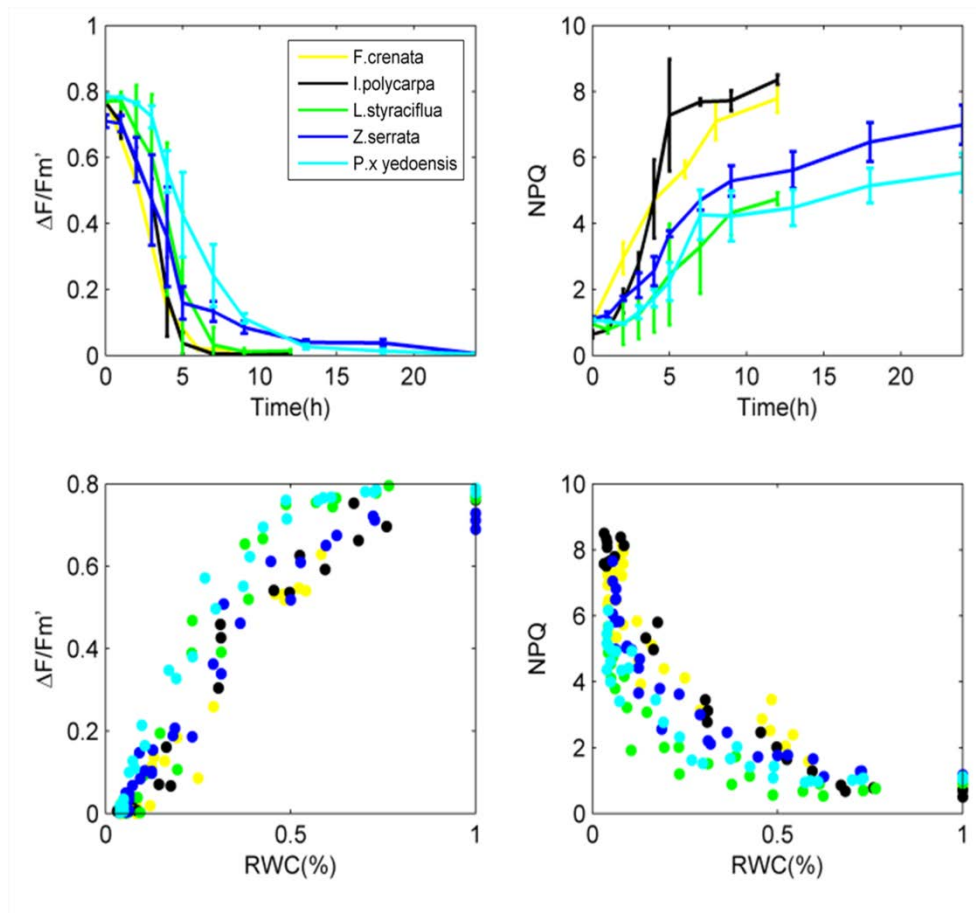 1
0.8
0.6
0.4
0.2
0
ΔF/Fm’
0 5 10 15 20
Time(h)
F.crenata
I.polycarpa
L.styraciflua
Z.serrata
P.x yedoensis
10
8
6
4
2
0
NPQ
0 5 10 15 20
Time(h)
0.8
0.6
0.4
0.2
0
ΔF/Fm’
0 0.5 1
RWC(%)
10
8
6
4
2
0
NPQ
0 0.5 1
RWC(%)